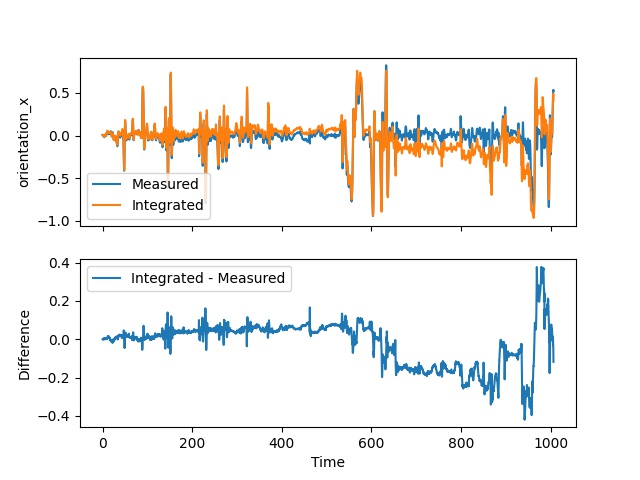 orientation_x
0.5
0.0
−0.5
−1.0
Measured
Integrated
Difference
0.4
0.2
0.0
−0.2
−0.4
Integrated - Measured
0
200
400
600
800
1000
Time